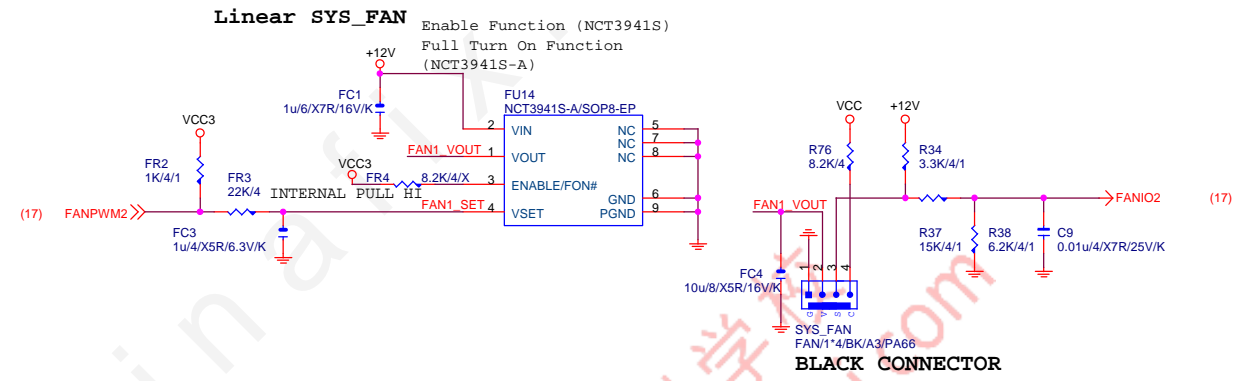 Linear SYS_FAN
Enable Function (NCT3941S)
Full Turn On Function
(NCT3941S-A)
+12V
FC1
1u/6/X7R/16V/K
FU14
NCT3941S-A/SOP8-EP
2 VIN
1 VOUT
3 ENABLE/FON#
4 VSET
NC 5
NC 7
NC 8
GND 6
PGND 9
FAN1_VOUT
VCC3
FR4
8.2K/4/X
INTERNAL PULL HI
FAN1_SET
VCC3
FR2
1K/4/1
FR3
22K/4
(17) FANPWM2
FC3
1u/4/X5R/6.3V/K
VCC
+12V
R76
8.2K/4
R34
3.3K/4/1
FAN1_VOUT
FANIO2 (17)
R37
15K/4/1
R38
6.2K/4/1
C9
0.01u/4/X7R/25V/K
FC4
10u/8/X5R/16V/K
1 2 3 4
G V S C
SYS_FAN
FAN/1*4/BK/A3/PA66
BLACK CONNECTOR
inafix.
学校
.com